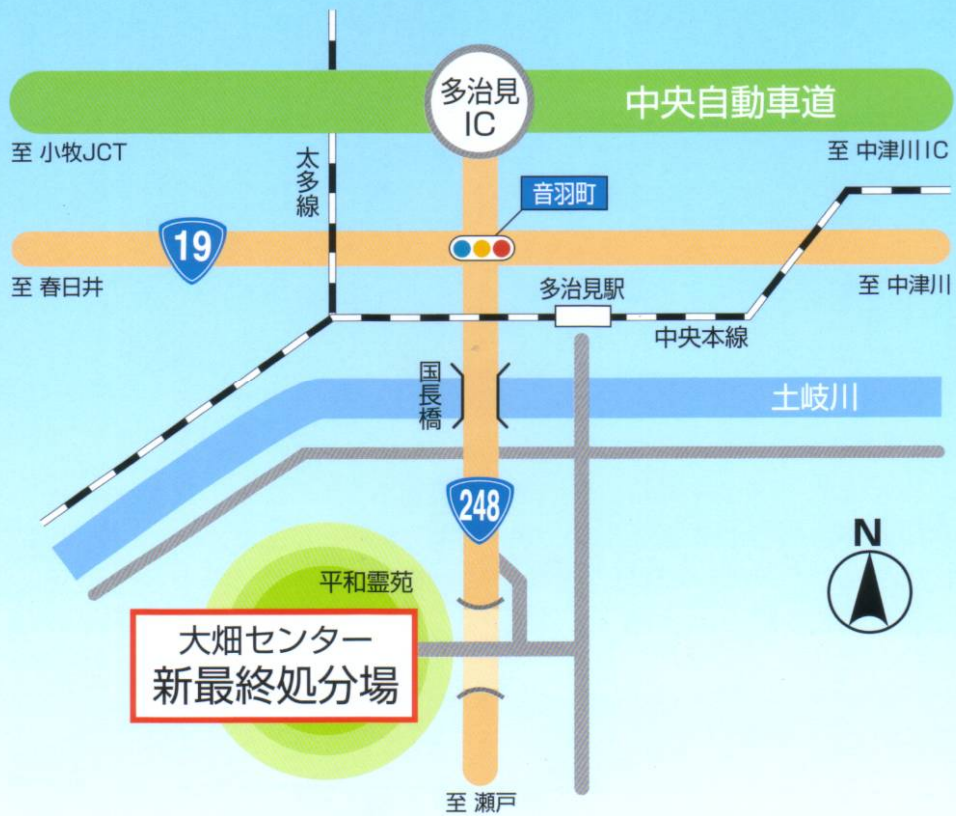 多治見
IC
中央自動車道
至 小牧JCT
至 中津川IC
太多線
音羽町
19
至 春日井
至 中津川
多治見駅
中央本線
国長橋
土岐川
248
N
平和霊苑
大畑センター
新最終処分場
至 瀬戸